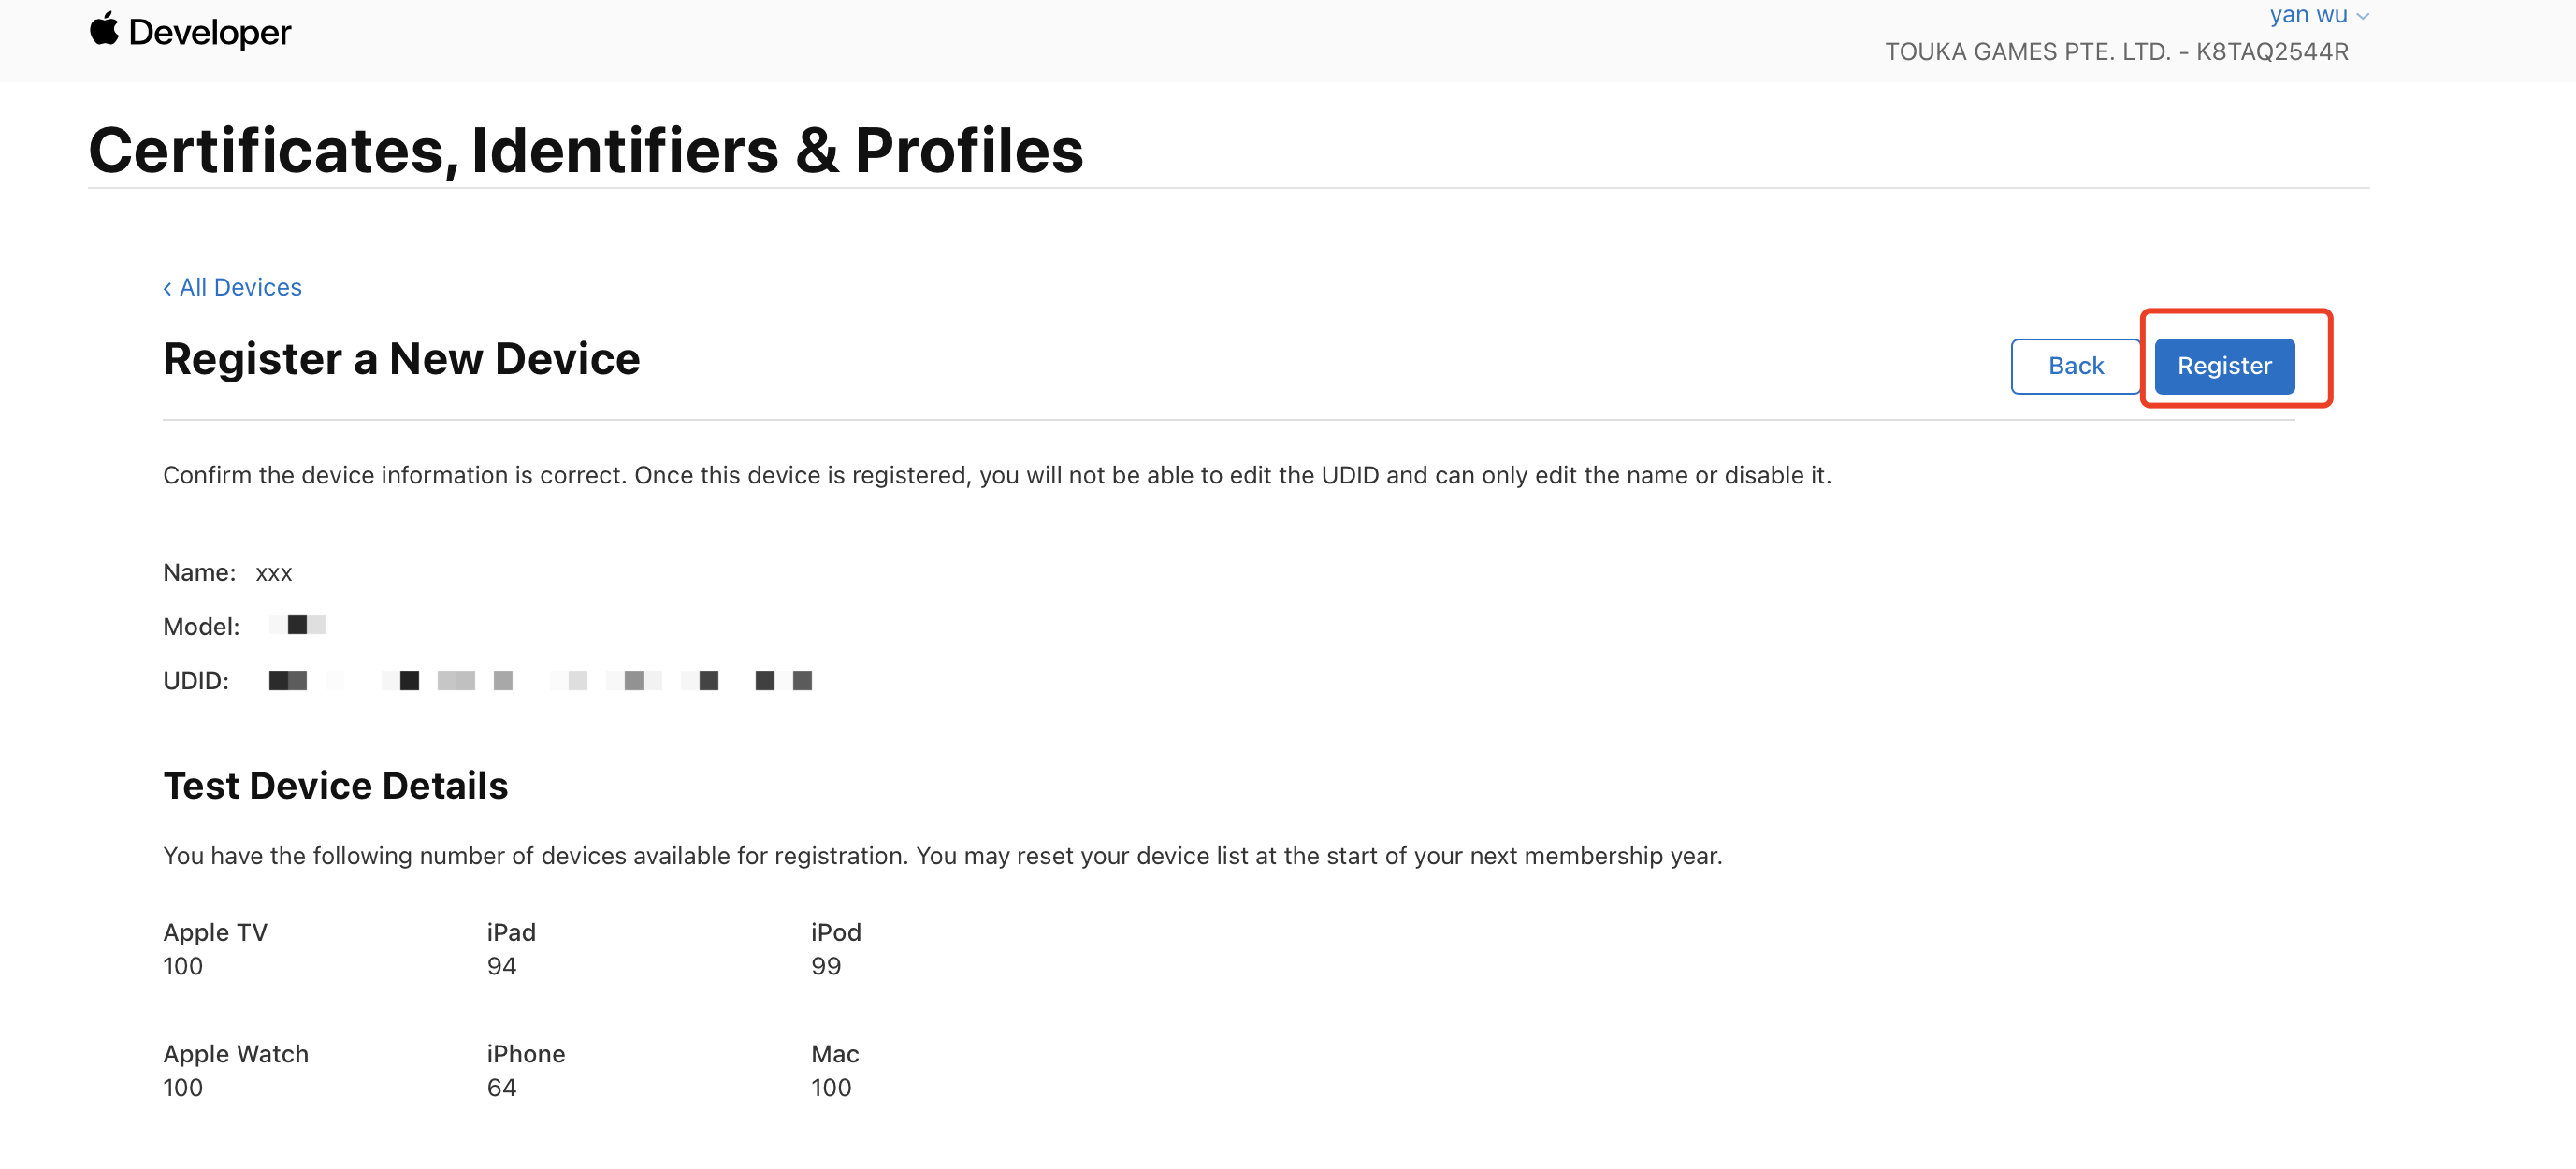 Developer
yan wu
TOUKA GAMES PTE. LTD. - K8TAQ2544R
Certificates, Identifiers & Profiles
‹ All Devices
Register a New Device
Back
Register
Confirm the device information is correct. Once this device is registered, you will not be able to edit the UDID and can only edit the name or disable it.
Name: xxx
Model:
UDID:
Test Device Details
You have the following number of devices available for registration. You may reset your device list at the start of your next membership year.
Apple TV iPad iPod
100 94 99
Apple Watch iPhone Mac
100 64 100